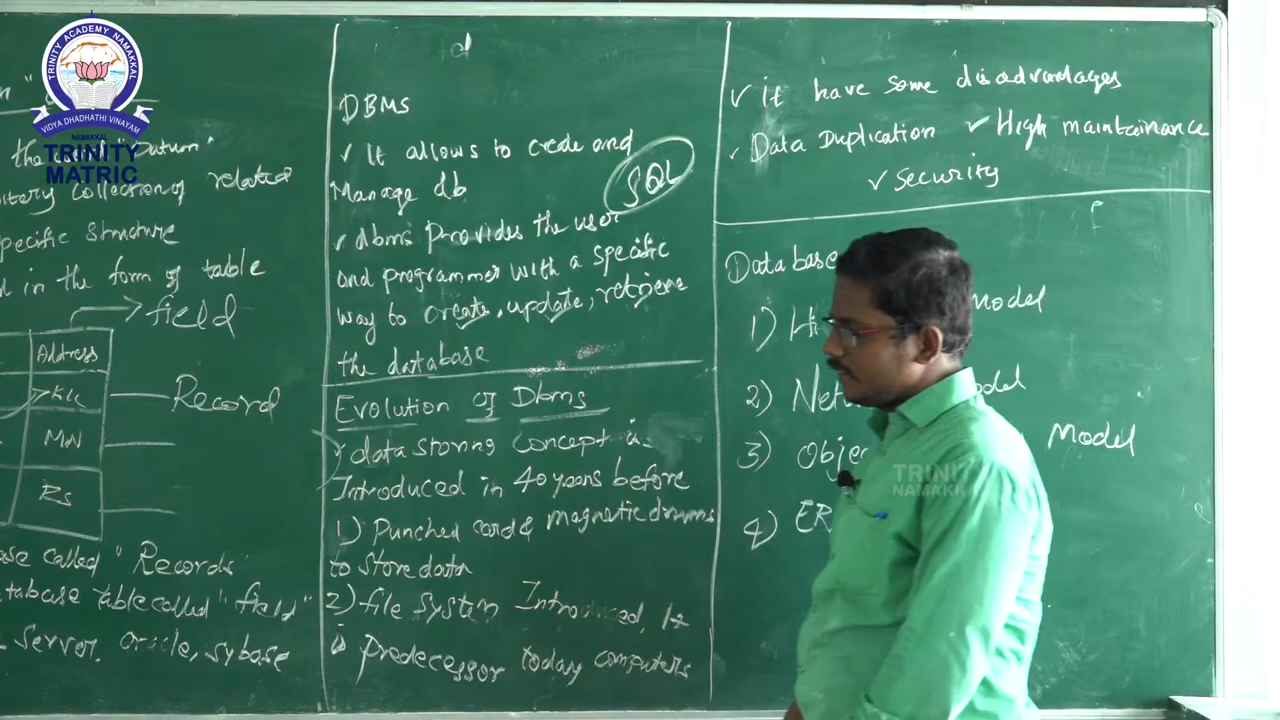 TRINITY ACADEMY NAMAKKAL
VIDYA DHADHATHI VINAYAM
NAMAKKAL
TRINITY
MATRIC
the Datum"
collection of related
specific structure
in the form of table
field
Address
KLL
Record
MN
Rs
called "Records
table called "field"
server. oracle, sybase
d
DBMS
✓ It allows to create and
Manage db
SQL
✓ dbms provides the user
and programmer with a specific
way to create, update, retrieve
the database
Evolution of Dbms
data storing concept is
Introduced in 40 years before
1) Punched card & magnetic drums
to store data
2) file system Introduced, It
is predecessor today computers
✓ it have some disadvantages
✓ Data Duplication ✓ High maintainance
✓ security
Database
1) Model
2)
3) Model
4) ER
TRINIT
NAMAKK